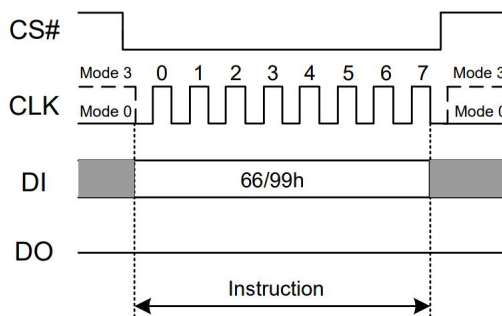 CS#
Mode 3 0 1 2 3 4 5 6 7 Mode 3
CLK
Mode 0 Mode 0
DI 66/99h
DO
Instruction